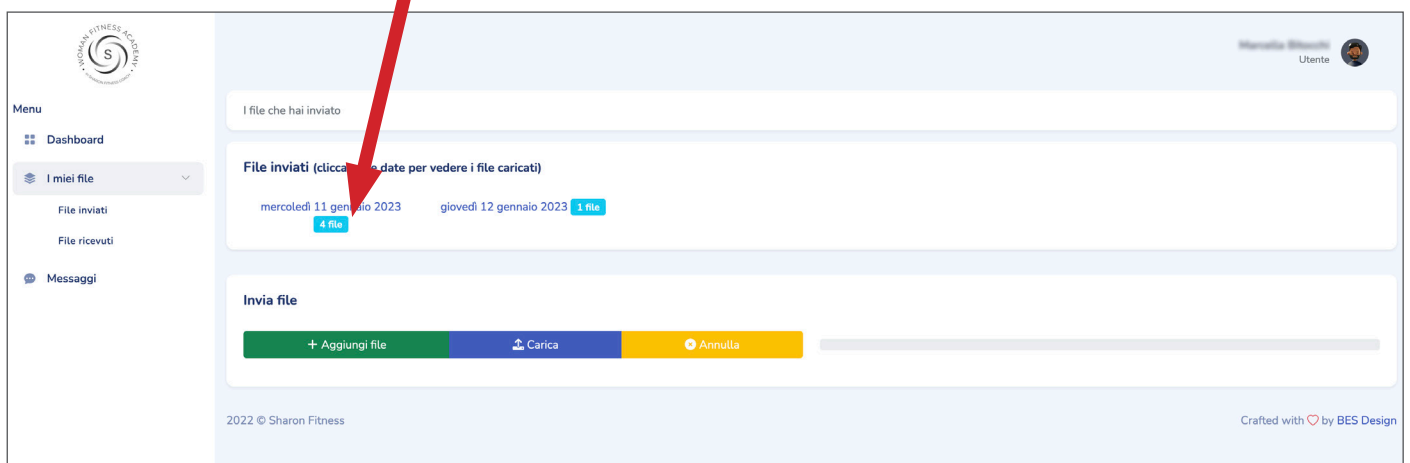 WOMAN FITNESS ACADEMY
S
Utente
Menu
Dashboard
I miei file
File inviati
File ricevuti
Messaggi
I file che hai inviato
File inviati (clicca date per vedere i file caricati)
mercoledì 11 gennaio 2023
4 file
giovedì 12 gennaio 2023 1 file
Invia file
+ Aggiungi file
Carica
Annulla
2022 © Sharon Fitness
Crafted with ♡ by BES Design